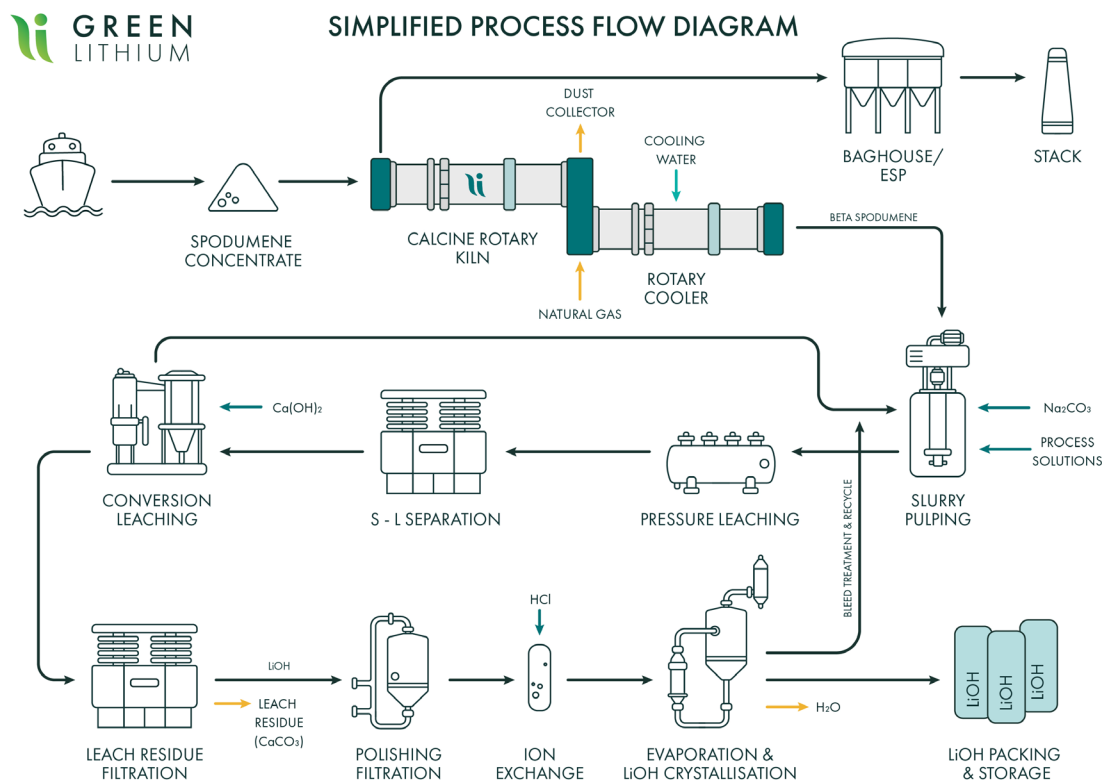 GREEN
LITHIUM
SIMPLIFIED PROCESS FLOW DIAGRAM
DUST
COLLECTOR
COOLING
WATER
BAGHOUSE/
ESP
STACK
SPODUMENE
CONCENTRATE
CALCINE ROTARY
KILN
BETA SPODUMENE
ROTARY
COOLER
NATURAL GAS
Ca(OH)₂
Na₂CO₃
PROCESS
SOLUTIONS
CONVERSION
LEACHING
S - L SEPARATION
PRESSURE LEACHING
SLURRY
PULPING
BLEED TREATMENT & RECYCLE
HCl
LiOH
LEACH
RESIDUE
(CaCO₃)
H₂O
LiOH
LiOH
LiOH
LEACH RESIDUE
FILTRATION
POLISHING
FILTRATION
ION
EXCHANGE
EVAPORATION &
LiOH CRYSTALLISATION
LiOH PACKING
& STORAGE